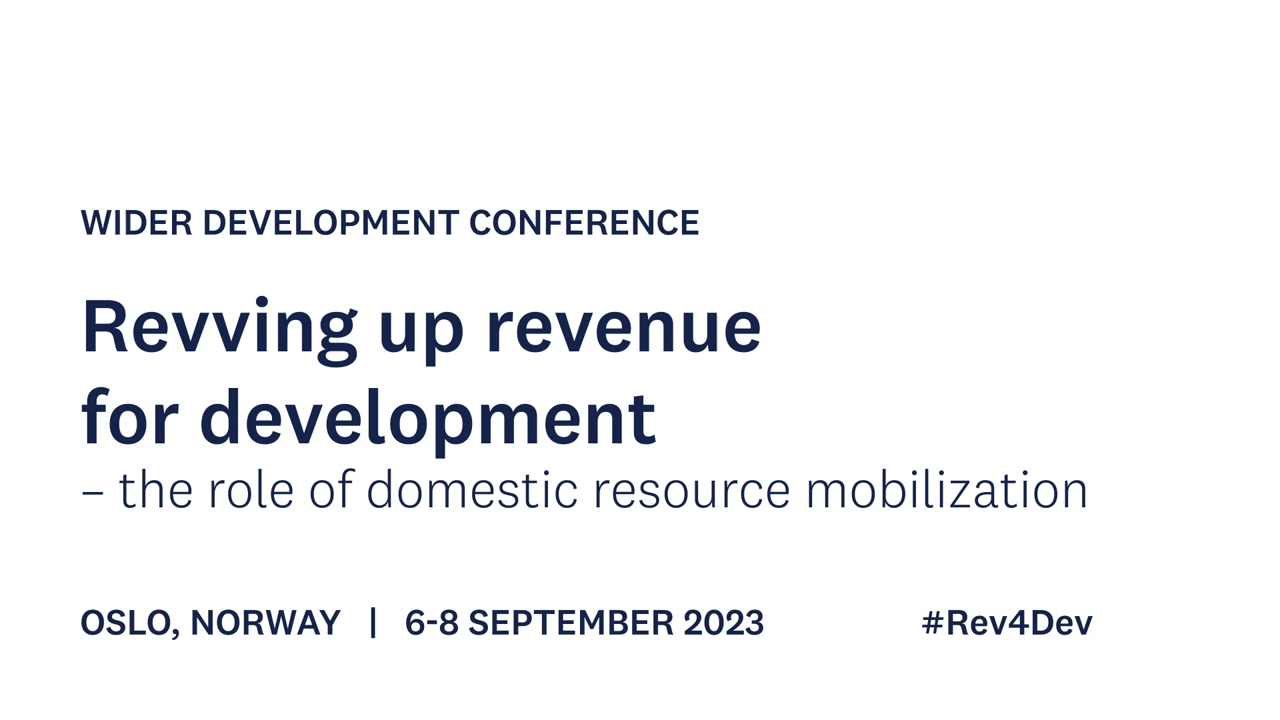 WIDER DEVELOPMENT CONFERENCE
Revving up revenue
for development
– the role of domestic resource mobilization
OSLO, NORWAY | 6-8 SEPTEMBER 2023 #Rev4Dev